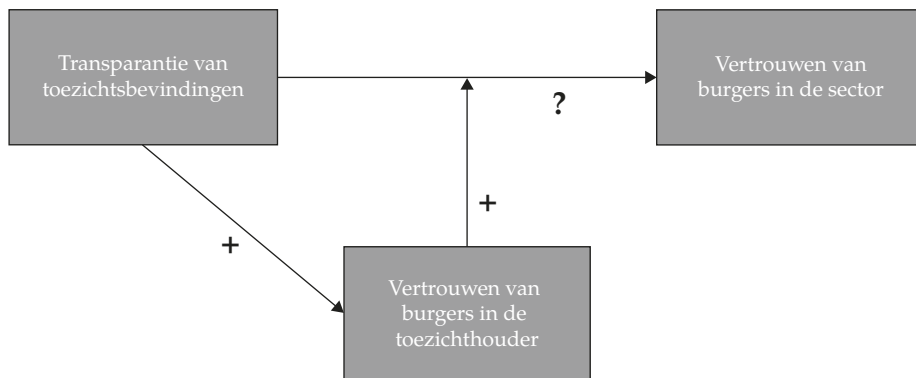 Transparantie van
toezichtsbevindingen
Vertrouwen van
burgers in de sector
?
+
+
Vertrouwen van
burgers in de
toezichthouder